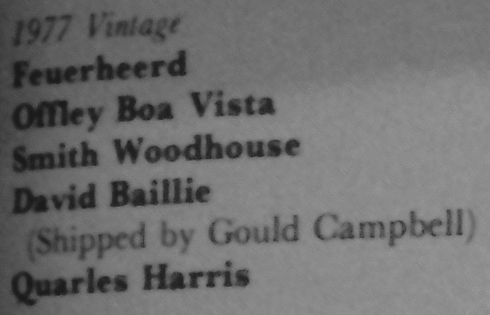 1977 Vintage
Feuerheerd
Offley Boa Vista
Smith Woodhouse
David Baillie
(Shipped by Gould Campbell)
Quarles Harris